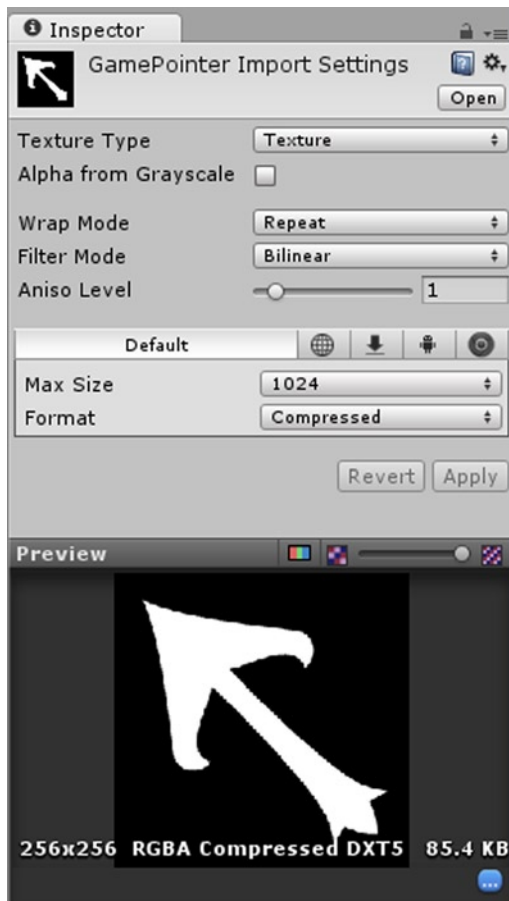 Inspector
GamePointer Import Settings
Open
Texture Type Texture
Alpha from Grayscale
Wrap Mode Repeat
Filter Mode Bilinear
Aniso Level 1
Default
Max Size 1024
Format Compressed
Revert Apply
Preview
256x256 RGBA Compressed DXT5 85.4 KB